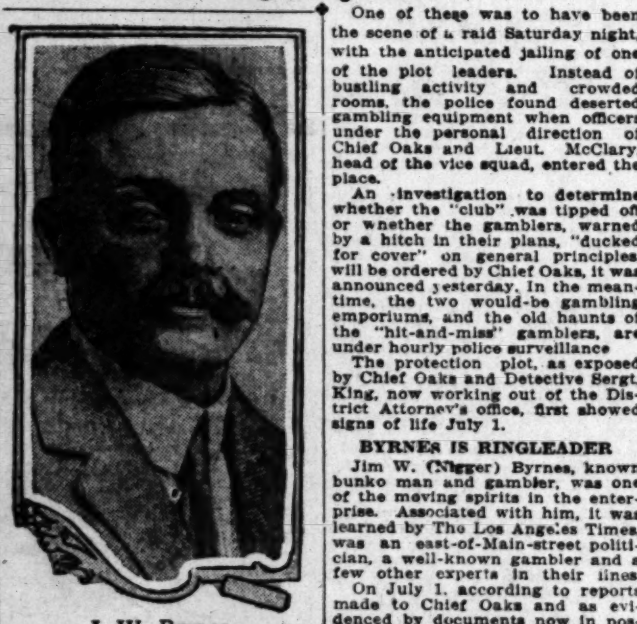 One of these was to have been
the scene of a raid Saturday night,
with the anticipated jailing of one
of the plot leaders. Instead of
bustling activity and crowded
rooms, the police found deserted
gambling equipment when officers
under the personal direction of
Chief Oaks and Lieut. McClary,
head of the vice squad, entered the
place.
An investigation to determine
whether the "club" was tipped off
or whether the gamblers, warned
by a hitch in their plans, "ducked
for cover" on general principles
will be ordered by Chief Oaks, it was
announced yesterday. In the mean-
time, the two would-be gambling
emporiums, and the old haunts of
the "hit-and-miss" gamblers, are
under hourly police surveillance
The protection plot, as exposed
by Chief Oaks and Detective Sergt.
King, now working out of the Dis-
trict Attorney's office, first showed
signs of life July 1.
BYRNES IS RINGLEADER
Jim W. (Nigger) Byrnes, known
bunko man and gambler, was one
of the moving spirits in the enter-
prise. Associated with him, it was
learned by The Los Angeles Times,
was an east-of-Main-street politi-
cian, a well-known gambler and a
few other experts in their lines
On July 1, according to reports
made to Chief Oaks and as evi-
denced by documents now in pos-